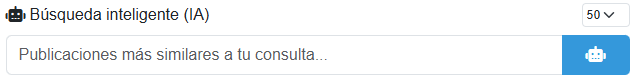 Búsqueda inteligente (IA)
50
Publicaciones más similares a tu consulta...